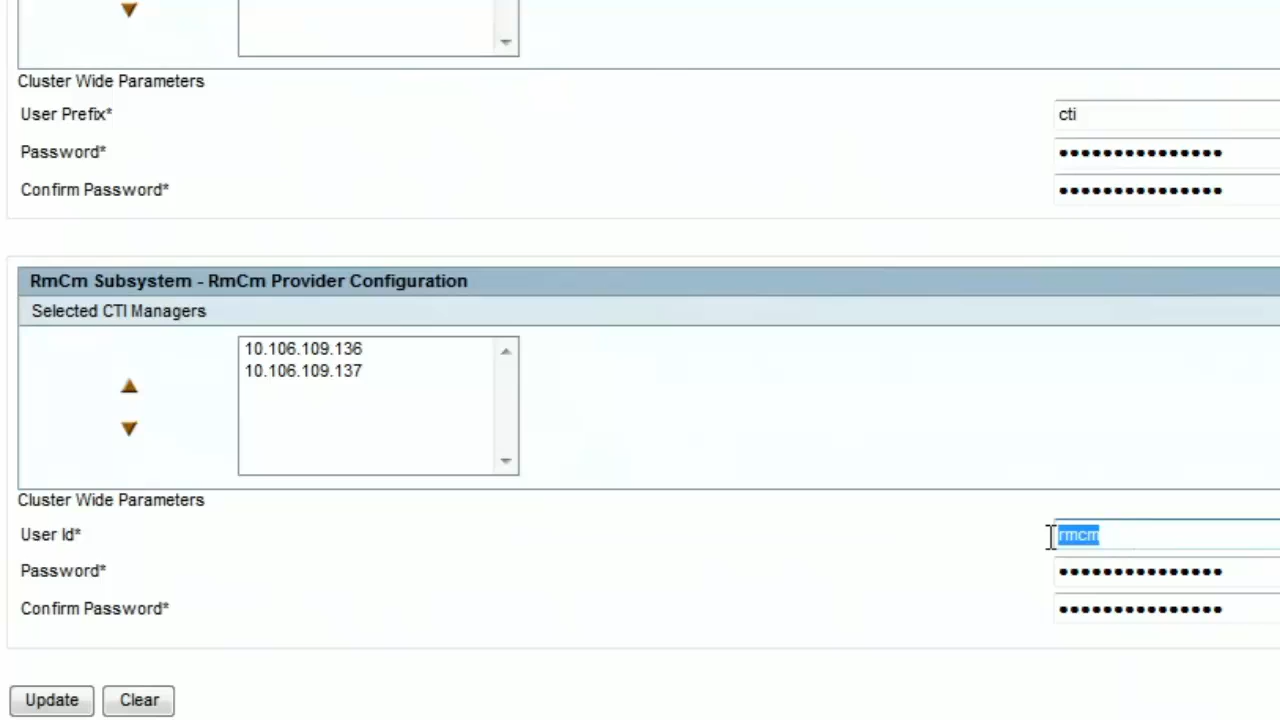 Cluster Wide Parameters
User Prefix* cti
Password* •••••••••••••••
Confirm Password* •••••••••••••••
RmCm Subsystem - RmCm Provider Configuration
Selected CTI Managers
10.106.109.136
10.106.109.137
Cluster Wide Parameters
User Id* rmcm
Password* •••••••••••••••
Confirm Password* •••••••••••••••
Update Clear